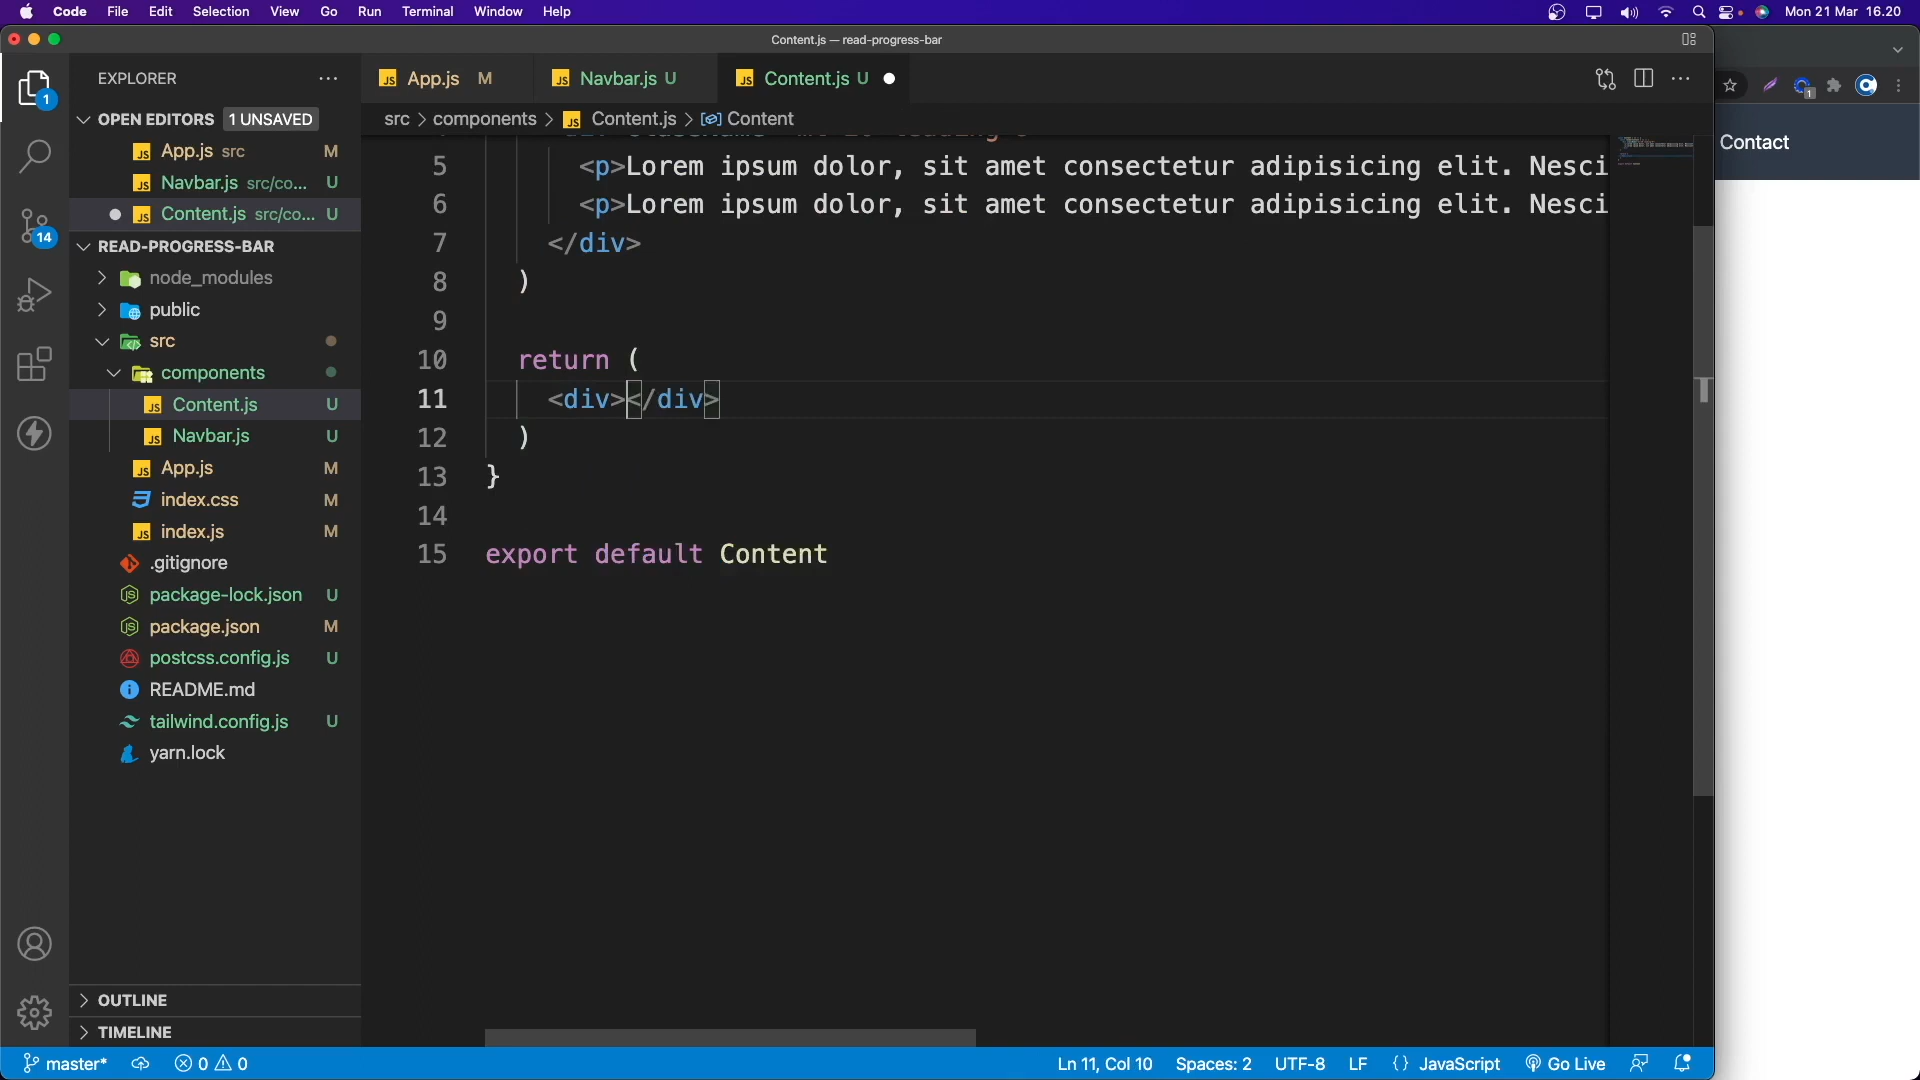 Code File Edit Selection View Go Run Terminal Window Help Mon 21 Mar 16.20
Content.js — read-progress-bar
EXPLORER
App.js M Navbar.js U Content.js U
OPEN EDITORS 1 UNSAVED
src > components > Content.js > Content
App.js src M
Navbar.js src/co... U
Content.js src/co... U
READ-PROGRESS-BAR
node_modules
public
src
components
Content.js U
Navbar.js U
App.js M
index.css M
index.js M
.gitignore
package-lock.json U
package.json M
postcss.config.js U
README.md
tailwind.config.js U
yarn.lock
OUTLINE
TIMELINE
1
14
5 <p>Lorem ipsum dolor, sit amet consectetur adipisicing elit. Nesci
6 <p>Lorem ipsum dolor, sit amet consectetur adipisicing elit. Nesci
7 </div>
8 )
9
10 return (
11 <div></div>
12 )
13 }
14
15 export default Content
1
Contact
master* 0 0 Ln 11, Col 10 Spaces: 2 UTF-8 LF {} JavaScript Go Live